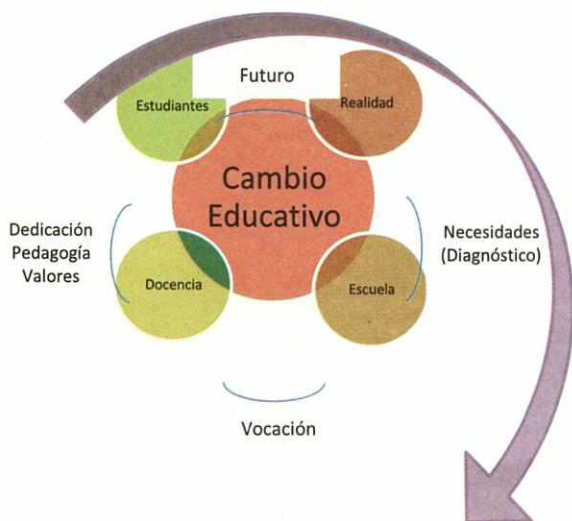 Futuro
Estudiantes
Realidad
Cambio
Educativo
Dedicación
Pedagogía
Valores
Necesidades
(Diagnóstico)
Docencia
Escuela
Vocación